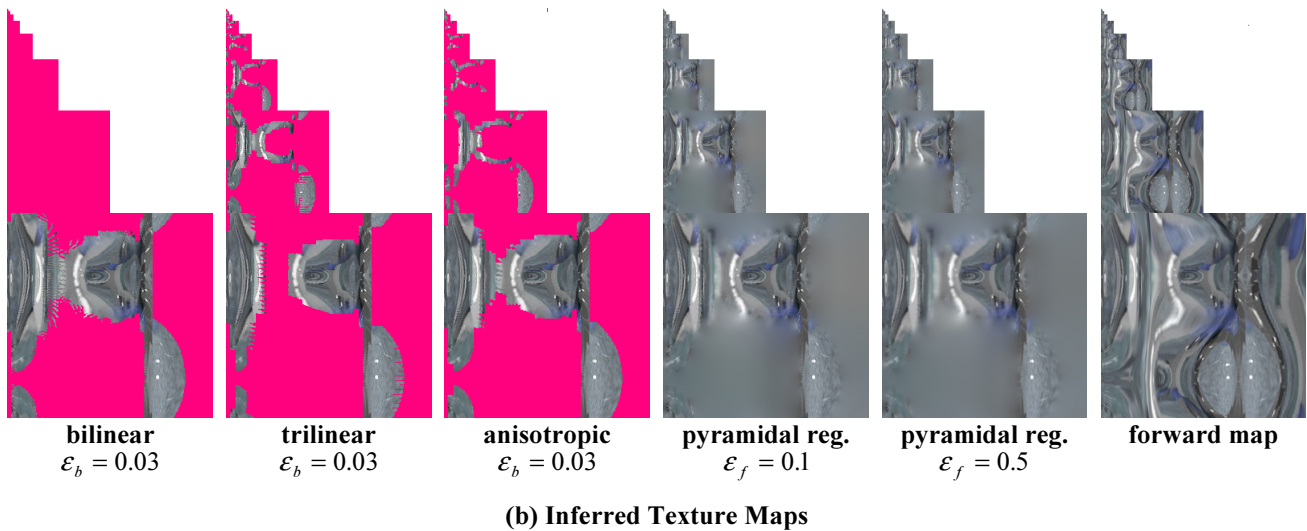 bilinear trilinear anisotropic pyramidal reg. pyramidal reg. forward map
ε_b = 0.03 ε_b = 0.03 ε_b = 0.03 ε_f = 0.1 ε_f = 0.5
(b) Inferred Texture Maps